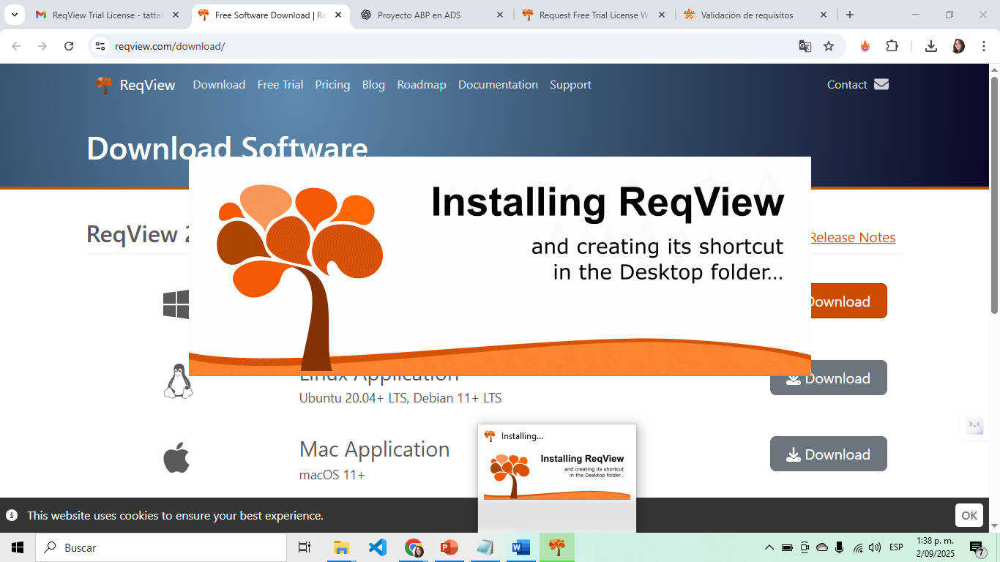 ReqView Trial License - tatta
Free Software Download | Re
Proyecto ABP en ADS
Request Free Trial License W
Validación de requisitos
reqview.com/download/
ReqView
Download
Free Trial
Pricing
Blog
Roadmap
Documentation
Support
Contact
Download Software
Installing ReqView
and creating its shortcut
in the Desktop folder...
ReqView 2
Release Notes
Download
Linux Application
Ubuntu 20.04+ LTS, Debian 11+ LTS
Download
Mac Application
macOS 11+
Download
Installing...
Installing ReqView
and creating its shortcut
in the Desktop folder...
This website uses cookies to ensure your best experience.
OK
Buscar
ESP
1:38 p. m.
2/09/2025
7